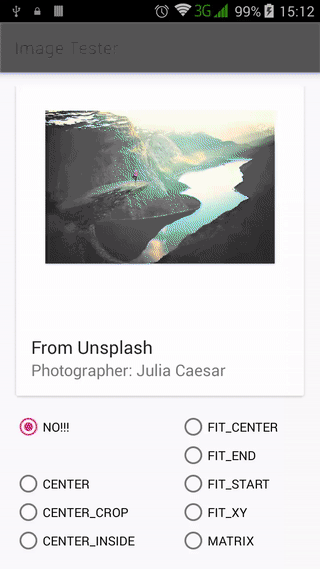 3G 99% 15:12
Image Tester
From Unsplash
Photographer: Julia Caesar
NO!!!
FIT_CENTER
FIT_END
CENTER
FIT_START
CENTER_CROP
FIT_XY
CENTER_INSIDE
MATRIX